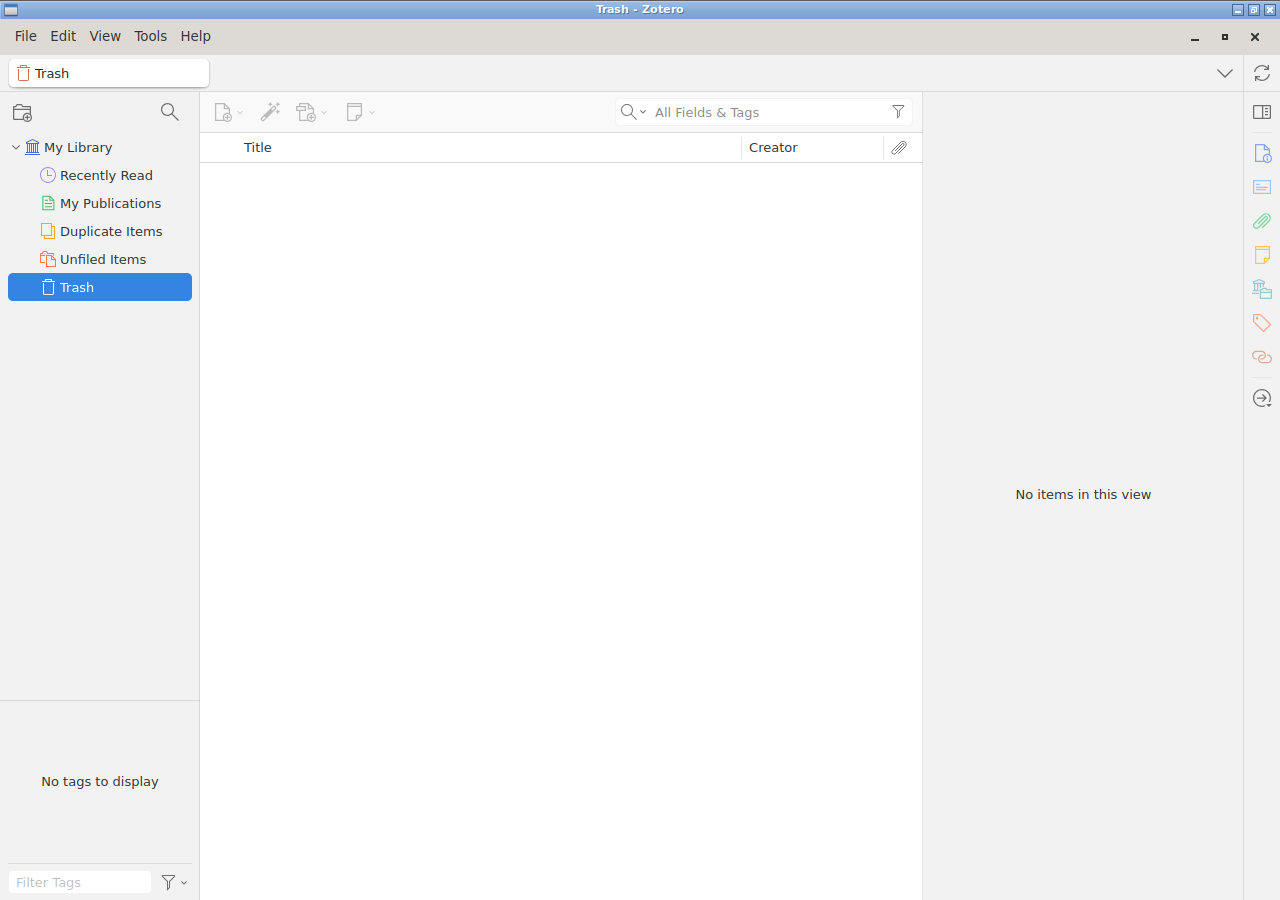 Trash - Zotero
File Edit View Tools Help
Trash
All Fields & Tags
Title Creator
My Library
Recently Read
My Publications
Duplicate Items
Unfiled Items
Trash
No items in this view
No tags to display
Filter Tags